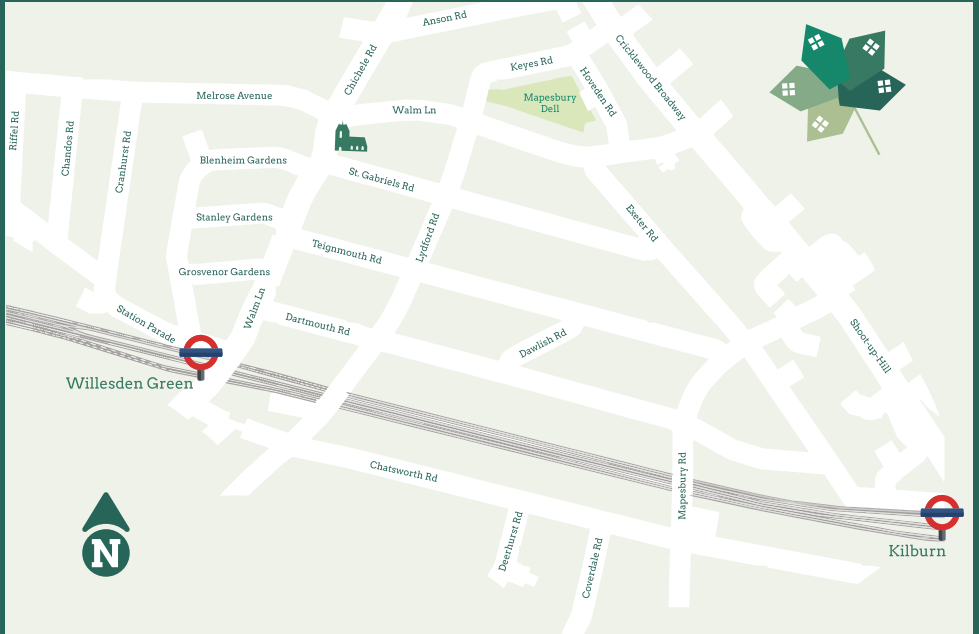 Anson Rd
Chichele Rd
Cricklewood Broadway
Keyes Rd
Hoveden Rd
Melrose Avenue
Walm Ln
Mapesbury
Dell
Riffel Rd
Chandos Rd
Cranhurst Rd
Blenheim Gardens
St. Gabriels Rd
Stanley Gardens
Lydford Rd
Exeter Rd
Teignmouth Rd
Grosvenor Gardens
Walm Ln
Station Parade
Dartmouth Rd
Dawlish Rd
Shoot-up-Hill
Willesden Green
Chatsworth Rd
Mapesbury Rd
Deerhurst Rd
Coverdale Rd
N
Kilburn